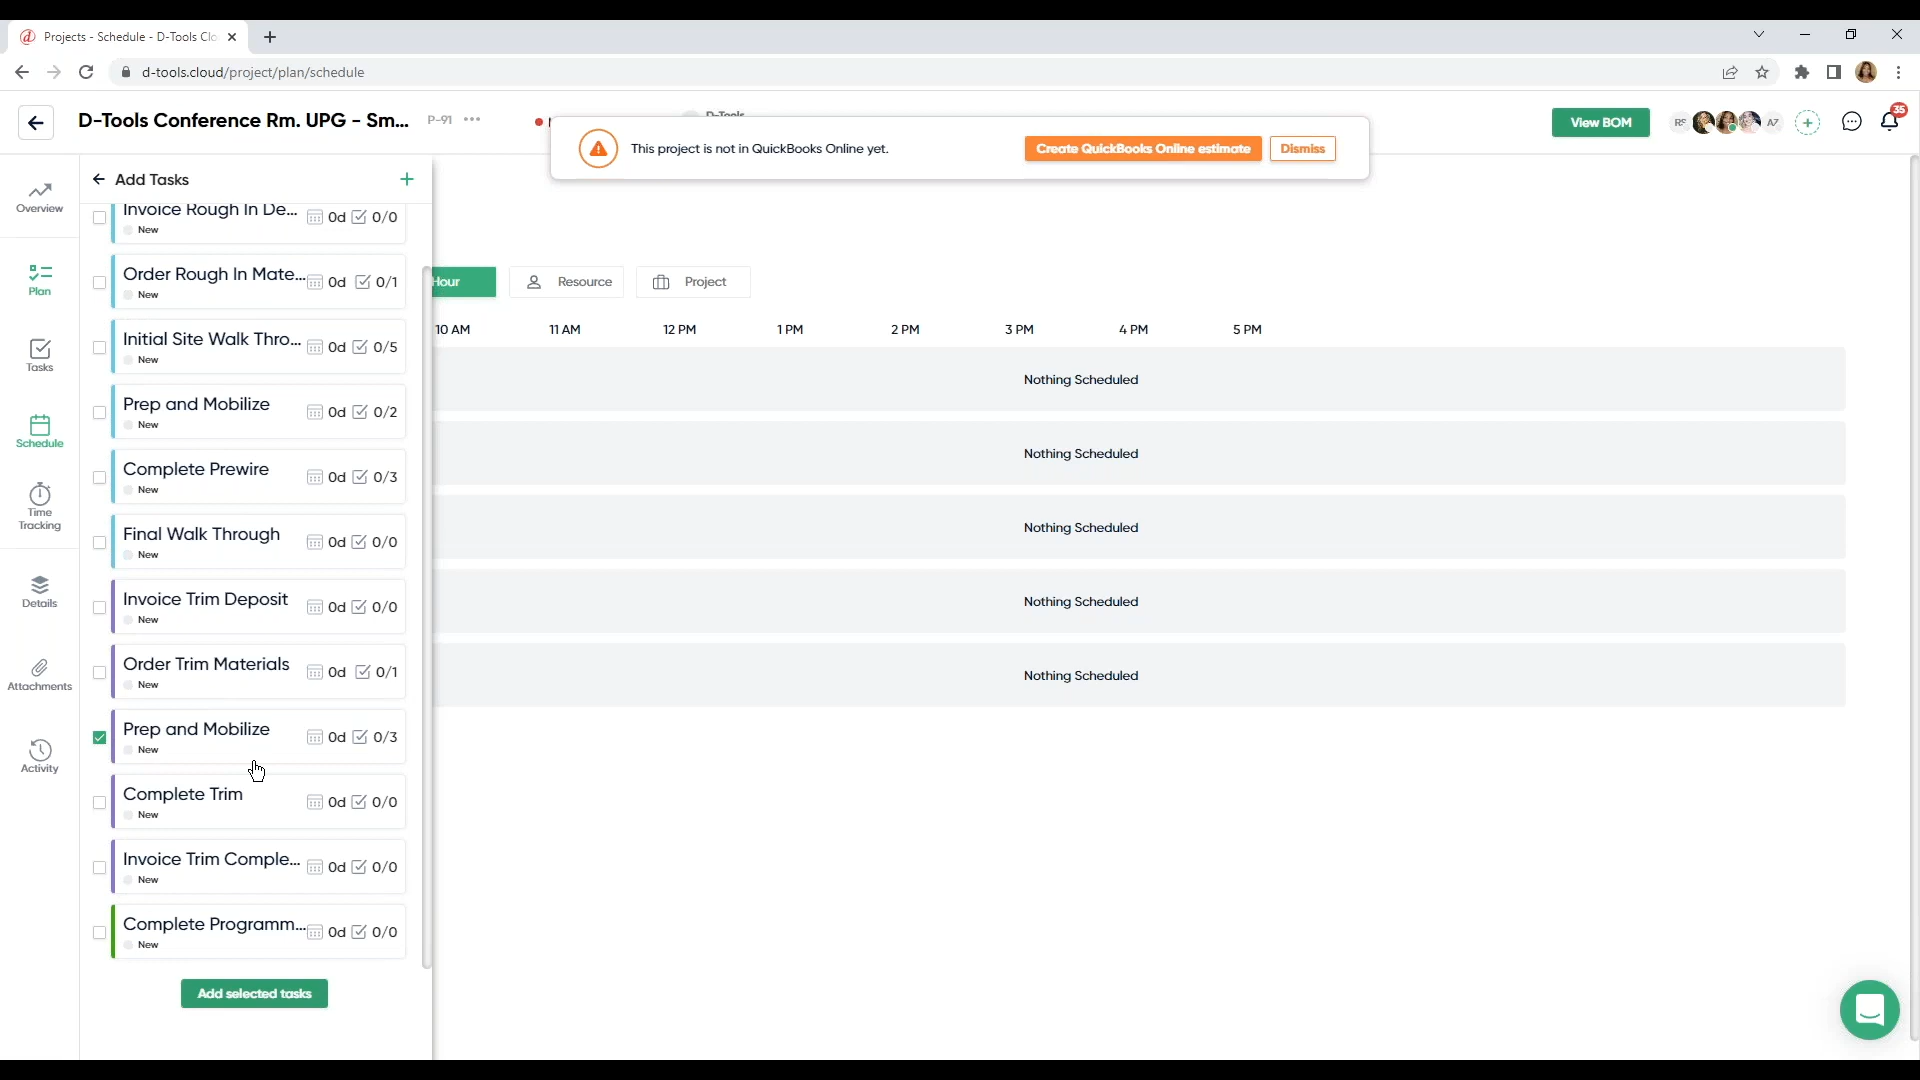 Projects - Schedule - D-Tools Clo
d-tools.cloud/project/plan/schedule
D-Tools Conference Rm. UPG - Sm... P-91
D-Tools
This project is not in QuickBooks Online yet. Create QuickBooks Online estimate Dismiss
View BOM RS AZ 35
Overview
Plan
Tasks
Schedule
Time
Tracking
Details
Attachments
Activity
Add Tasks
Invoice Rough In De... 0d 0/0
New
Order Rough In Mate... 0d 0/1
New
Initial Site Walk Thro... 0d 0/5
New
Prep and Mobilize 0d 0/2
New
Complete Prewire 0d 0/3
New
Final Walk Through 0d 0/0
New
Invoice Trim Deposit 0d 0/0
New
Order Trim Materials 0d 0/1
New
Prep and Mobilize 0d 0/3
New
Complete Trim 0d 0/0
New
Invoice Trim Comple... 0d 0/0
New
Complete Programm... 0d 0/0
New
Add selected tasks
Hour Resource Project
10 AM 11 AM 12 PM 1 PM 2 PM 3 PM 4 PM 5 PM
Nothing Scheduled
Nothing Scheduled
Nothing Scheduled
Nothing Scheduled
Nothing Scheduled